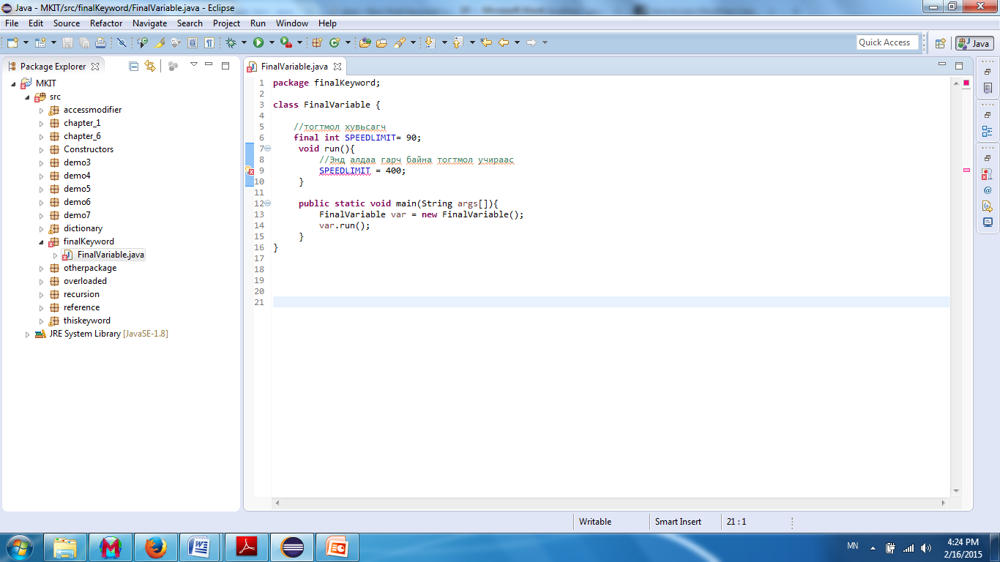 Java - MKIT/src/finalKeyword/FinalVariable.java - Eclipse
File Edit Source Refactor Navigate Search Project Run Window Help
Quick Access
Java
Package Explorer
FinalVariable.java
MKIT
src
accessmodifier
chapter_1
chapter_6
Constructors
demo3
demo4
demo5
demo6
demo7
dictionary
finalKeyword
FinalVariable.java
otherpackage
overloaded
recursion
reference
thiskeyword
JRE System Library [JavaSE-1.8]
1 package finalKeyword;
2
3 class FinalVariable {
4
5 //тогтмол хувьсагч
6 final int SPEEDLIMIT= 90;
7 void run(){
8 //Энд алдаа гарч байна тогтмол учираас
9 SPEEDLIMIT = 400;
10 }
11
12 public static void main(String args[]){
13 FinalVariable var = new FinalVariable();
14 var.run();
15 }
16 }
17
18
19
20
21
Writable Smart Insert 21 : 1
MN
4:24 PM
2/16/2015